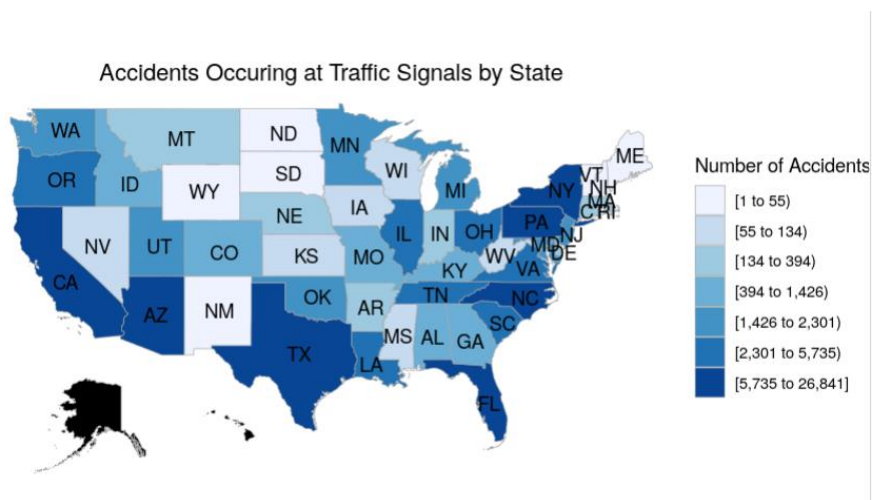 Accidents Occuring at Traffic Signals by State
WA
MT
ND
MN
ME
OR
ID
SD
WI
VT
NH
WY
MI
NY
MA
CT
RI
NE
IA
PA
NJ
NV
UT
CO
IL
IN
OH
MD
DE
KS
MO
WV
VA
KY
CA
AZ
NM
OK
AR
TN
NC
SC
TX
LA
MS
AL
GA
FL
Number of Accidents
[1 to 55)
[55 to 134)
[134 to 394)
[394 to 1,426)
[1,426 to 2,301)
[2,301 to 5,735)
[5,735 to 26,841]